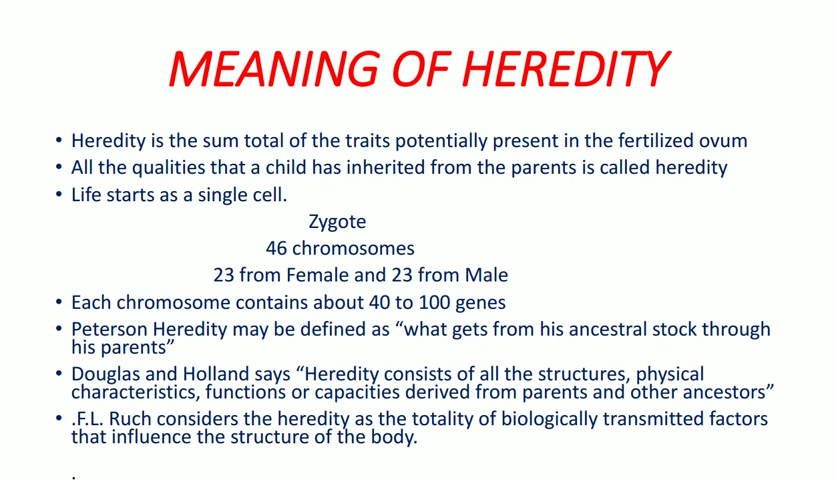 MEANING OF HEREDITY
• Heredity is the sum total of the traits potentially present in the fertilized ovum
• All the qualities that a child has inherited from the parents is called heredity
• Life starts as a single cell.
Zygote
46 chromosomes
23 from Female and 23 from Male
• Each chromosome contains about 40 to 100 genes
• Peterson Heredity may be defined as “what gets from his ancestral stock through
his parents”
• Douglas and Holland says “Heredity consists of all the structures, physical
characteristics, functions or capacities derived from parents and other ancestors”
• .F.L. Ruch considers the heredity as the totality of biologically transmitted factors
that influence the structure of the body.
.